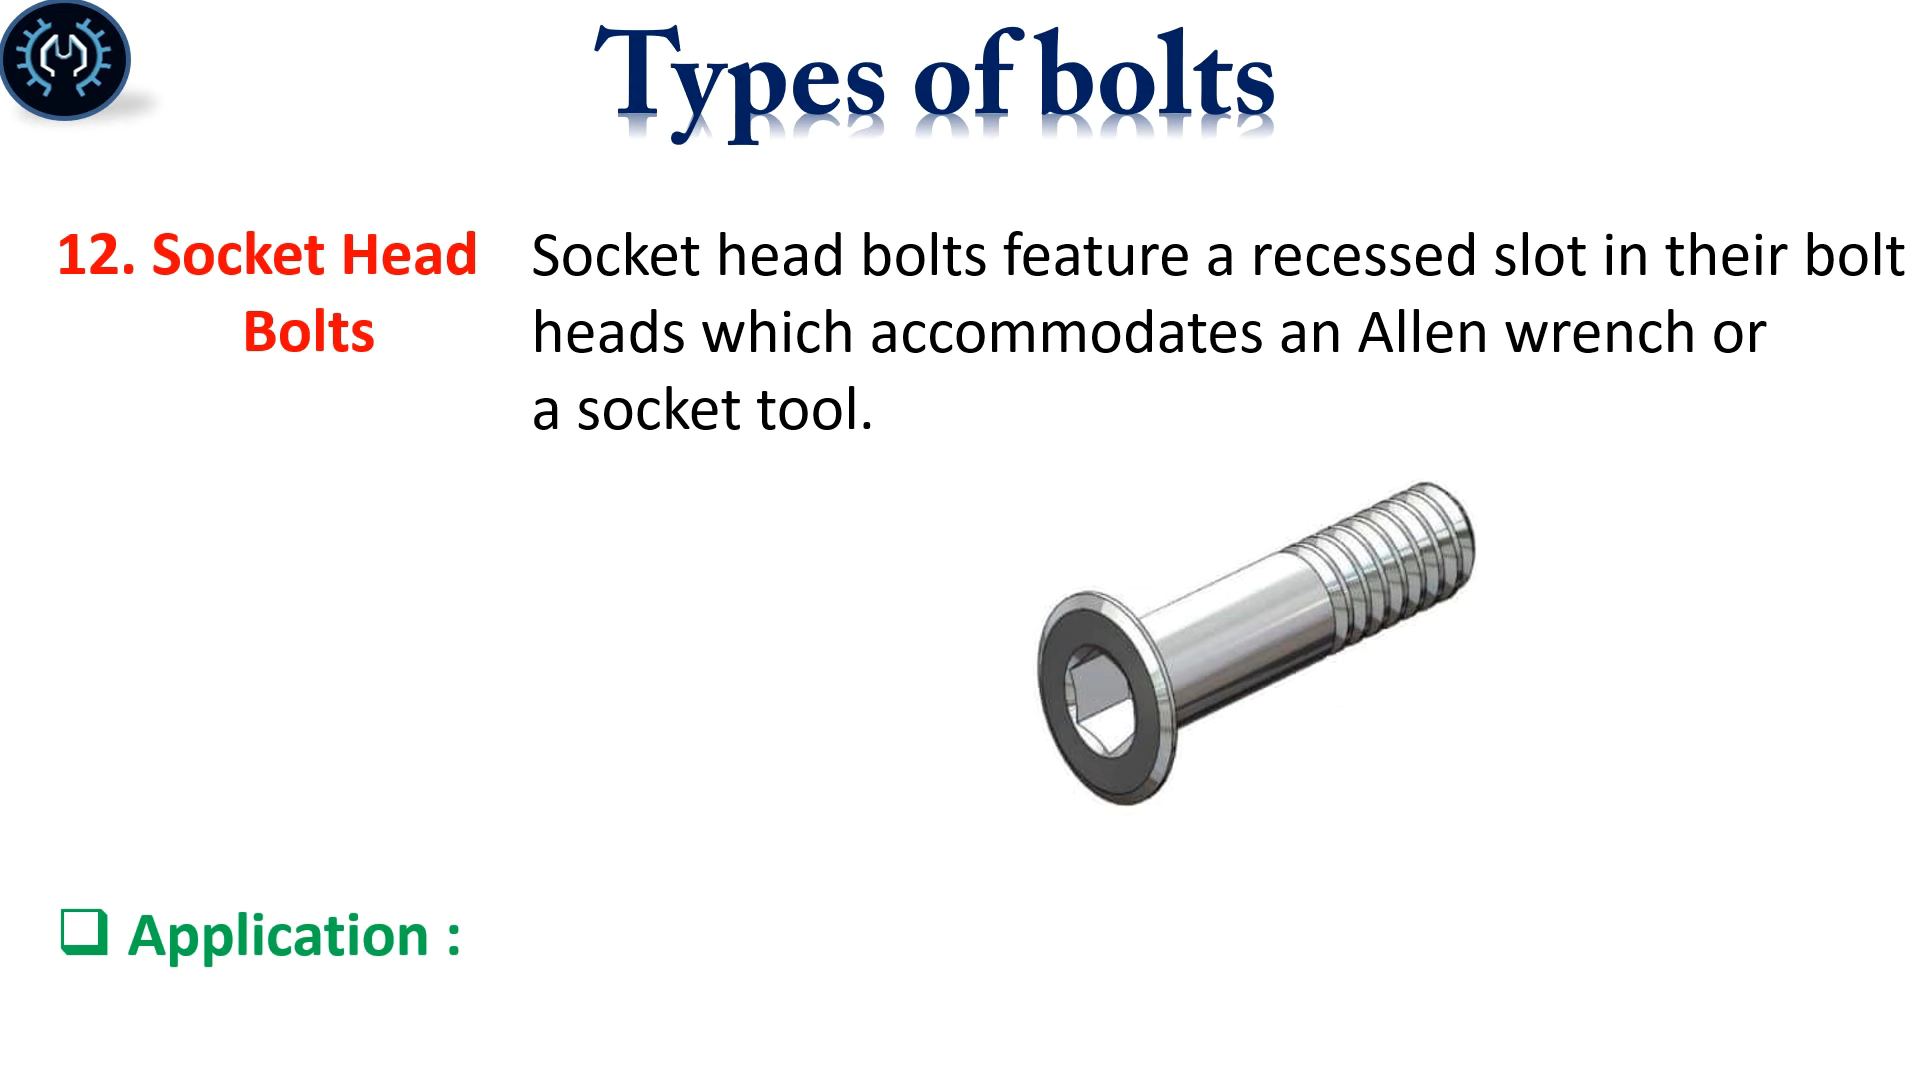 Types of bolts
12. Socket Head
Bolts
Socket head bolts feature a recessed slot in their bolt
heads which accommodates an Allen wrench or
a socket tool.
Application :